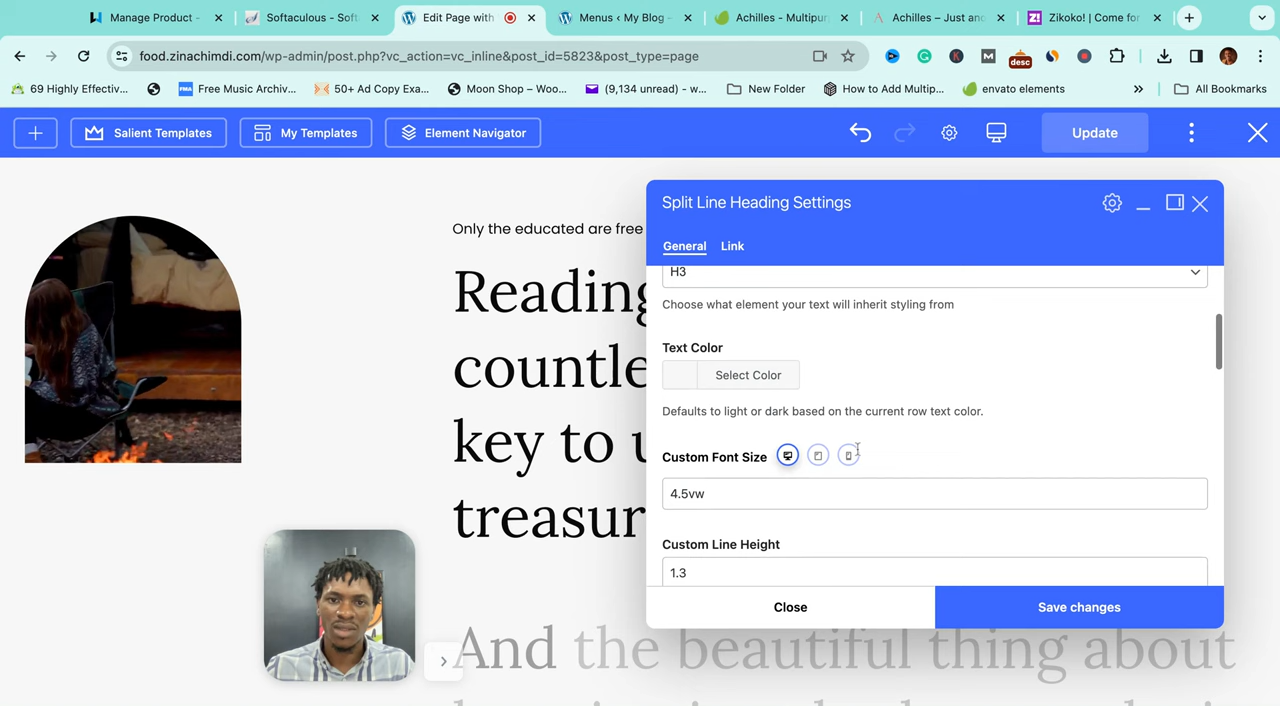 Manage Product -
Softaculous - Soft
Edit Page with
Menus ‹ My Blog -
Achilles - Multipur
Achilles – Just ano
Zikoko! | Come for
food.zinachimdi.com/wp-admin/post.php?vc_action=vc_inline&post_id=5823&post_type=page
desc
69 Highly Effectiv...
FMA
Free Music Archiv...
50+ Ad Copy Exa...
Moon Shop – Woo...
(9,134 unread) - w...
New Folder
How to Add Multip...
envato elements
»
All Bookmarks
Salient Templates
My Templates
Element Navigator
Update
Split Line Heading Settings
General
Link
H3
Choose what element your text will inherit styling from
Text Color
Select Color
Defaults to light or dark based on the current row text color.
Custom Font Size
4.5vw
Custom Line Height
1.3
Close
Save changes
Only the educated are free
Reading
countle
key to u
treasur
And the beautiful thing about